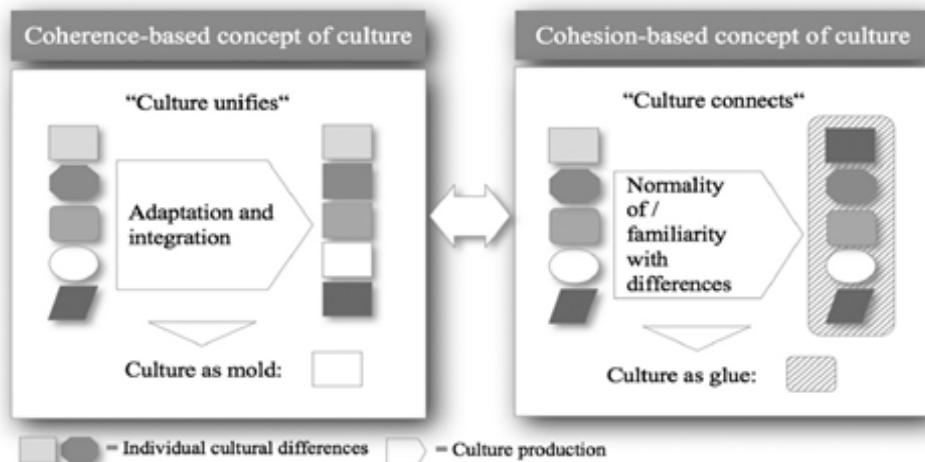 Coherence-based concept of culture
"Culture unifies"
Adaptation and
integration
Culture as mold:
Cohesion-based concept of culture
"Culture connects"
Normality
of /
familiarity
with
differences
Culture as glue:
= Individual cultural differences
= Culture production